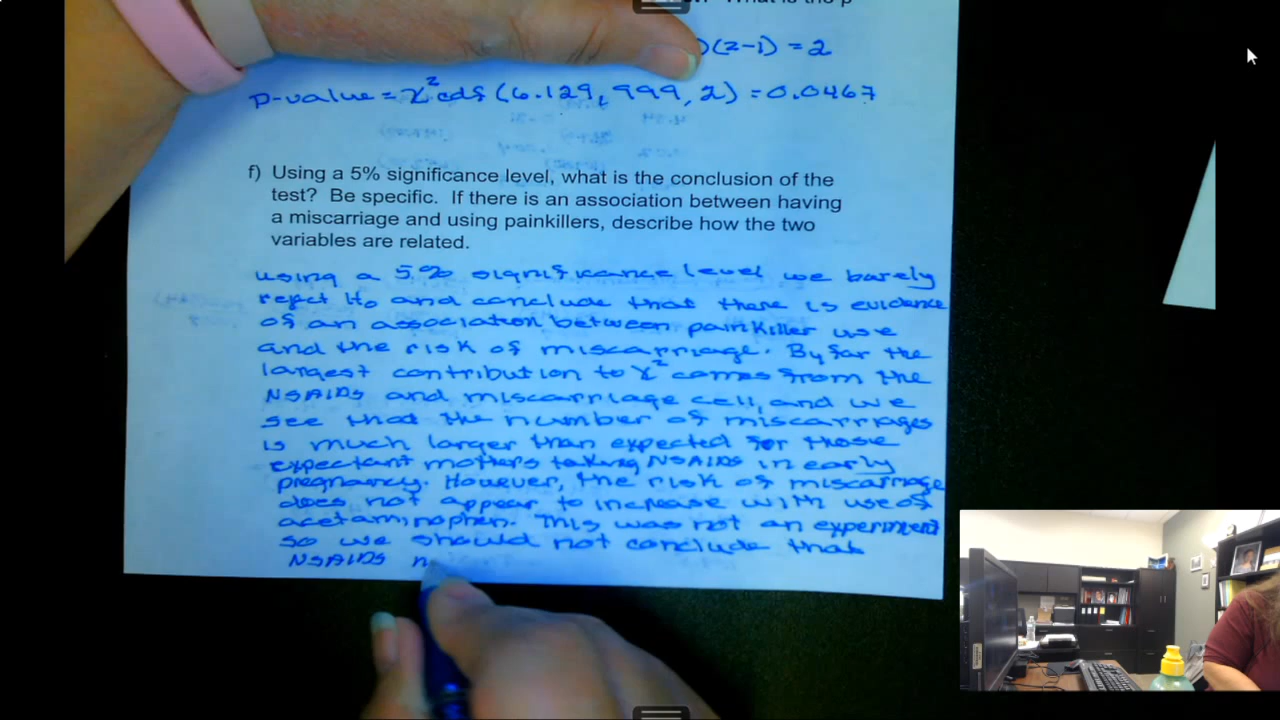 What is the p
)(2-1) = 2
p-value = χ²cdf (6.129, 999, 2) = 0.0467
f) Using a 5% significance level, what is the conclusion of the
test? Be specific. If there is an association between having
a miscarriage and using painkillers, describe how the two
variables are related.
Using a 5% significance level we barely
reject H₀ and conclude that there is evidence
of an association between painkiller use
and the risk of miscarriage. By far the
largest contribution to χ² comes from the
NSAIDS and miscarriage cell, and we
see that the number of miscarriages
is much larger than expected for those
expectant mothers taking NSAIDS in early
pregnancy. However, the risk of miscarriage
does not appear to increase with use of
acetaminophen. This was not an experiment
so we should not conclude that
NSAIDS